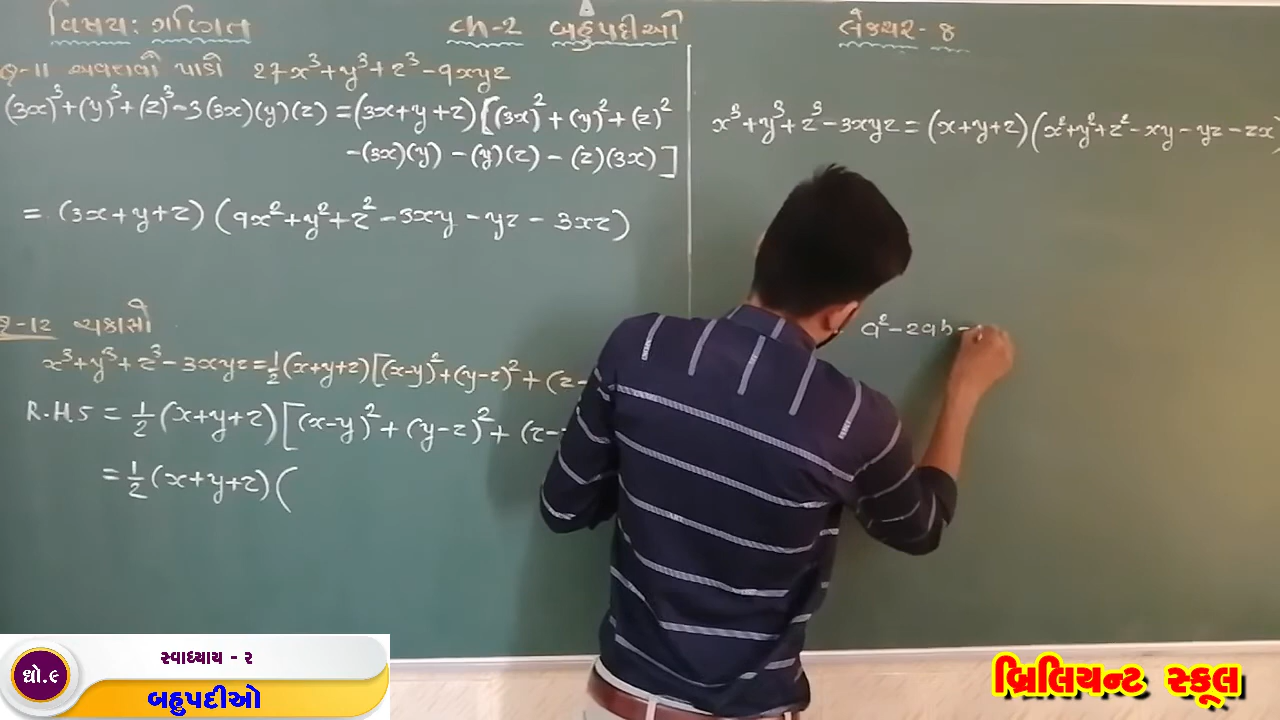 વિષય: ગણિત
ch-2 બહુપદીઓ
લેક્ચર - ૪
Q-11 અવયવો પાડો 27x³+y³+z³-9xyz
(3x)³+(y)³+(z)³-3(3x)(y)(z) = (3x+y+z)[(3x)²+(y)²+(z)²
-(3x)(y) - (y)(z) - (z)(3x)]
= (3x+y+z)(9x²+y²+z²-3xy-yz-3xz)
x³+y³+z³-3xyz=(x+y+z)(x²+y²+z²-xy-yz-zx)
Q-12 ચકાસો
x³+y³+z³-3xyz=½(x+y+z)[(x-y)²+(y-z)²+(z-
R.H.S = ½(x+y+z)[(x-y)²+(y-z)²+(z-
= ½(x+y+z)(
a²-2ab
ધો.૯
સ્વાધ્યાય - ૨
બહુપદીઓ
બ્રિલિયન્ટ સ્કૂલ